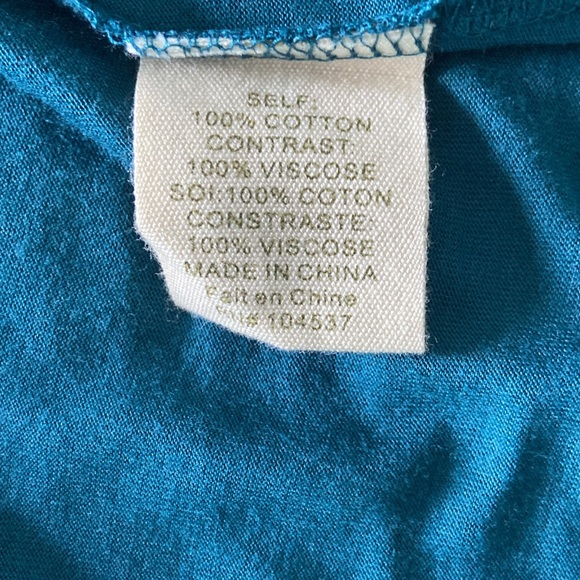 SELF:
100% COTTON
CONTRAST:
100% VISCOSE
SOI:100% COTON
CONSTRASTE:
100% VISCOSE
MADE IN CHINA
Fait en Chine
104537